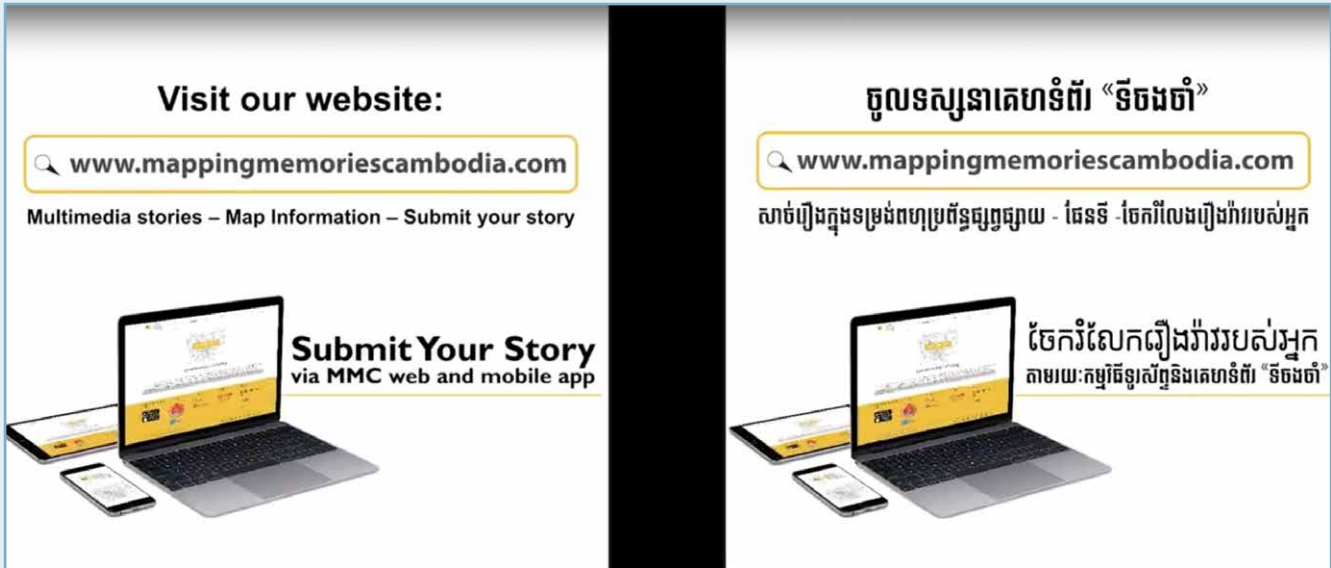 Visit our website:
www.mappingmemoriescambodia.com
Multimedia stories – Map Information – Submit your story
Submit Your Story
via MMC web and mobile app
ចូលទស្សនាគេហទំព័រ “ទីចងចាំ”
www.mappingmemoriescambodia.com
សាច់រឿងក្នុងទម្រង់ពហុប្រព័ន្ធផ្សព្វផ្សាយ - ផែនទី -ចែករំលែងរឿងរ៉ាវរបស់អ្នក
ចែករំលែករឿងរ៉ាវរបស់អ្នក
តាមរយៈកម្មវិធីទូរស័ព្ទនិងគេហទំព័រ “ទីចងចាំ”